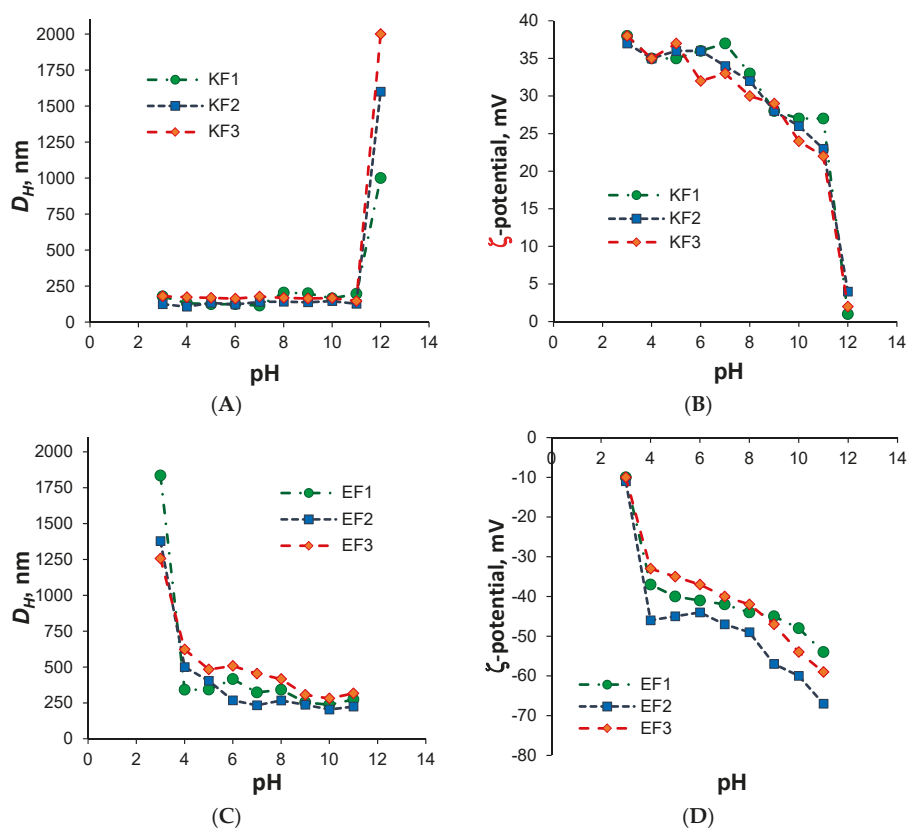 2000
1750
1500
1250
1000
750
500
250
0
D_H, nm
KF1
KF2
KF3
0 2 4 6 8 10 12 14
pH
(A)
40
35
30
25
20
15
10
5
0
ζ-potential, mV
KF1
KF2
KF3
0 2 4 6 8 10 12 14
pH
(B)
2000
1750
1500
1250
1000
750
500
250
0
D_H, nm
EF1
EF2
EF3
0 2 4 6 8 10 12 14
pH
(C)
0
-10
-20
-30
-40
-50
-60
-70
-80
ζ-potential, mV
0 2 4 6 8 10 12 14
EF1
EF2
EF3
pH
(D)